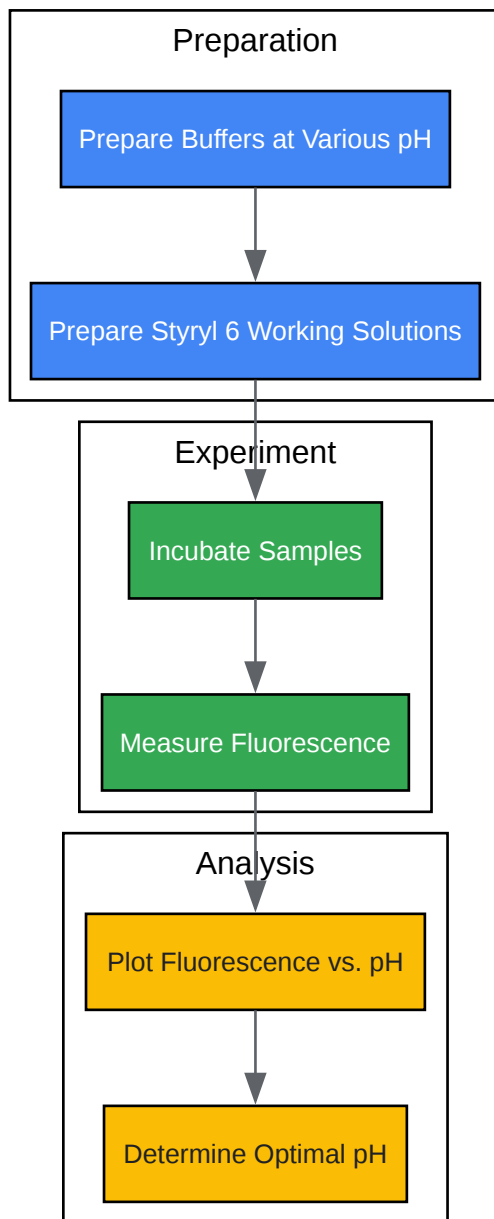 Preparation
Prepare Buffers at Various pH
Prepare Styryl 6 Working Solutions
Experiment
Incubate Samples
Measure Fluorescence
Analysis
Plot Fluorescence vs. pH
Determine Optimal pH